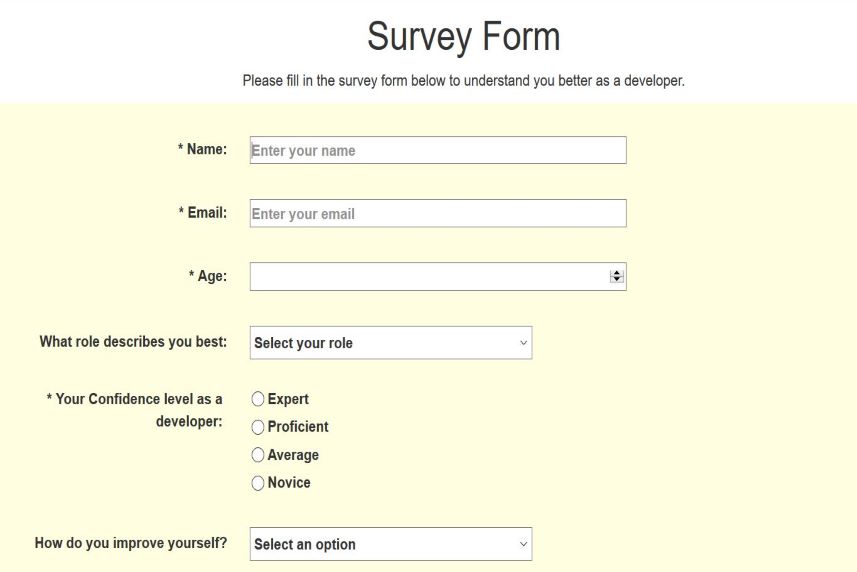 Survey Form
Please fill in the survey form below to understand you better as a developer.
* Name: Enter your name
* Email: Enter your email
* Age:
What role describes you best: Select your role
* Your Confidence level as a
developer:
Expert
Proficient
Average
Novice
How do you improve yourself? Select an option